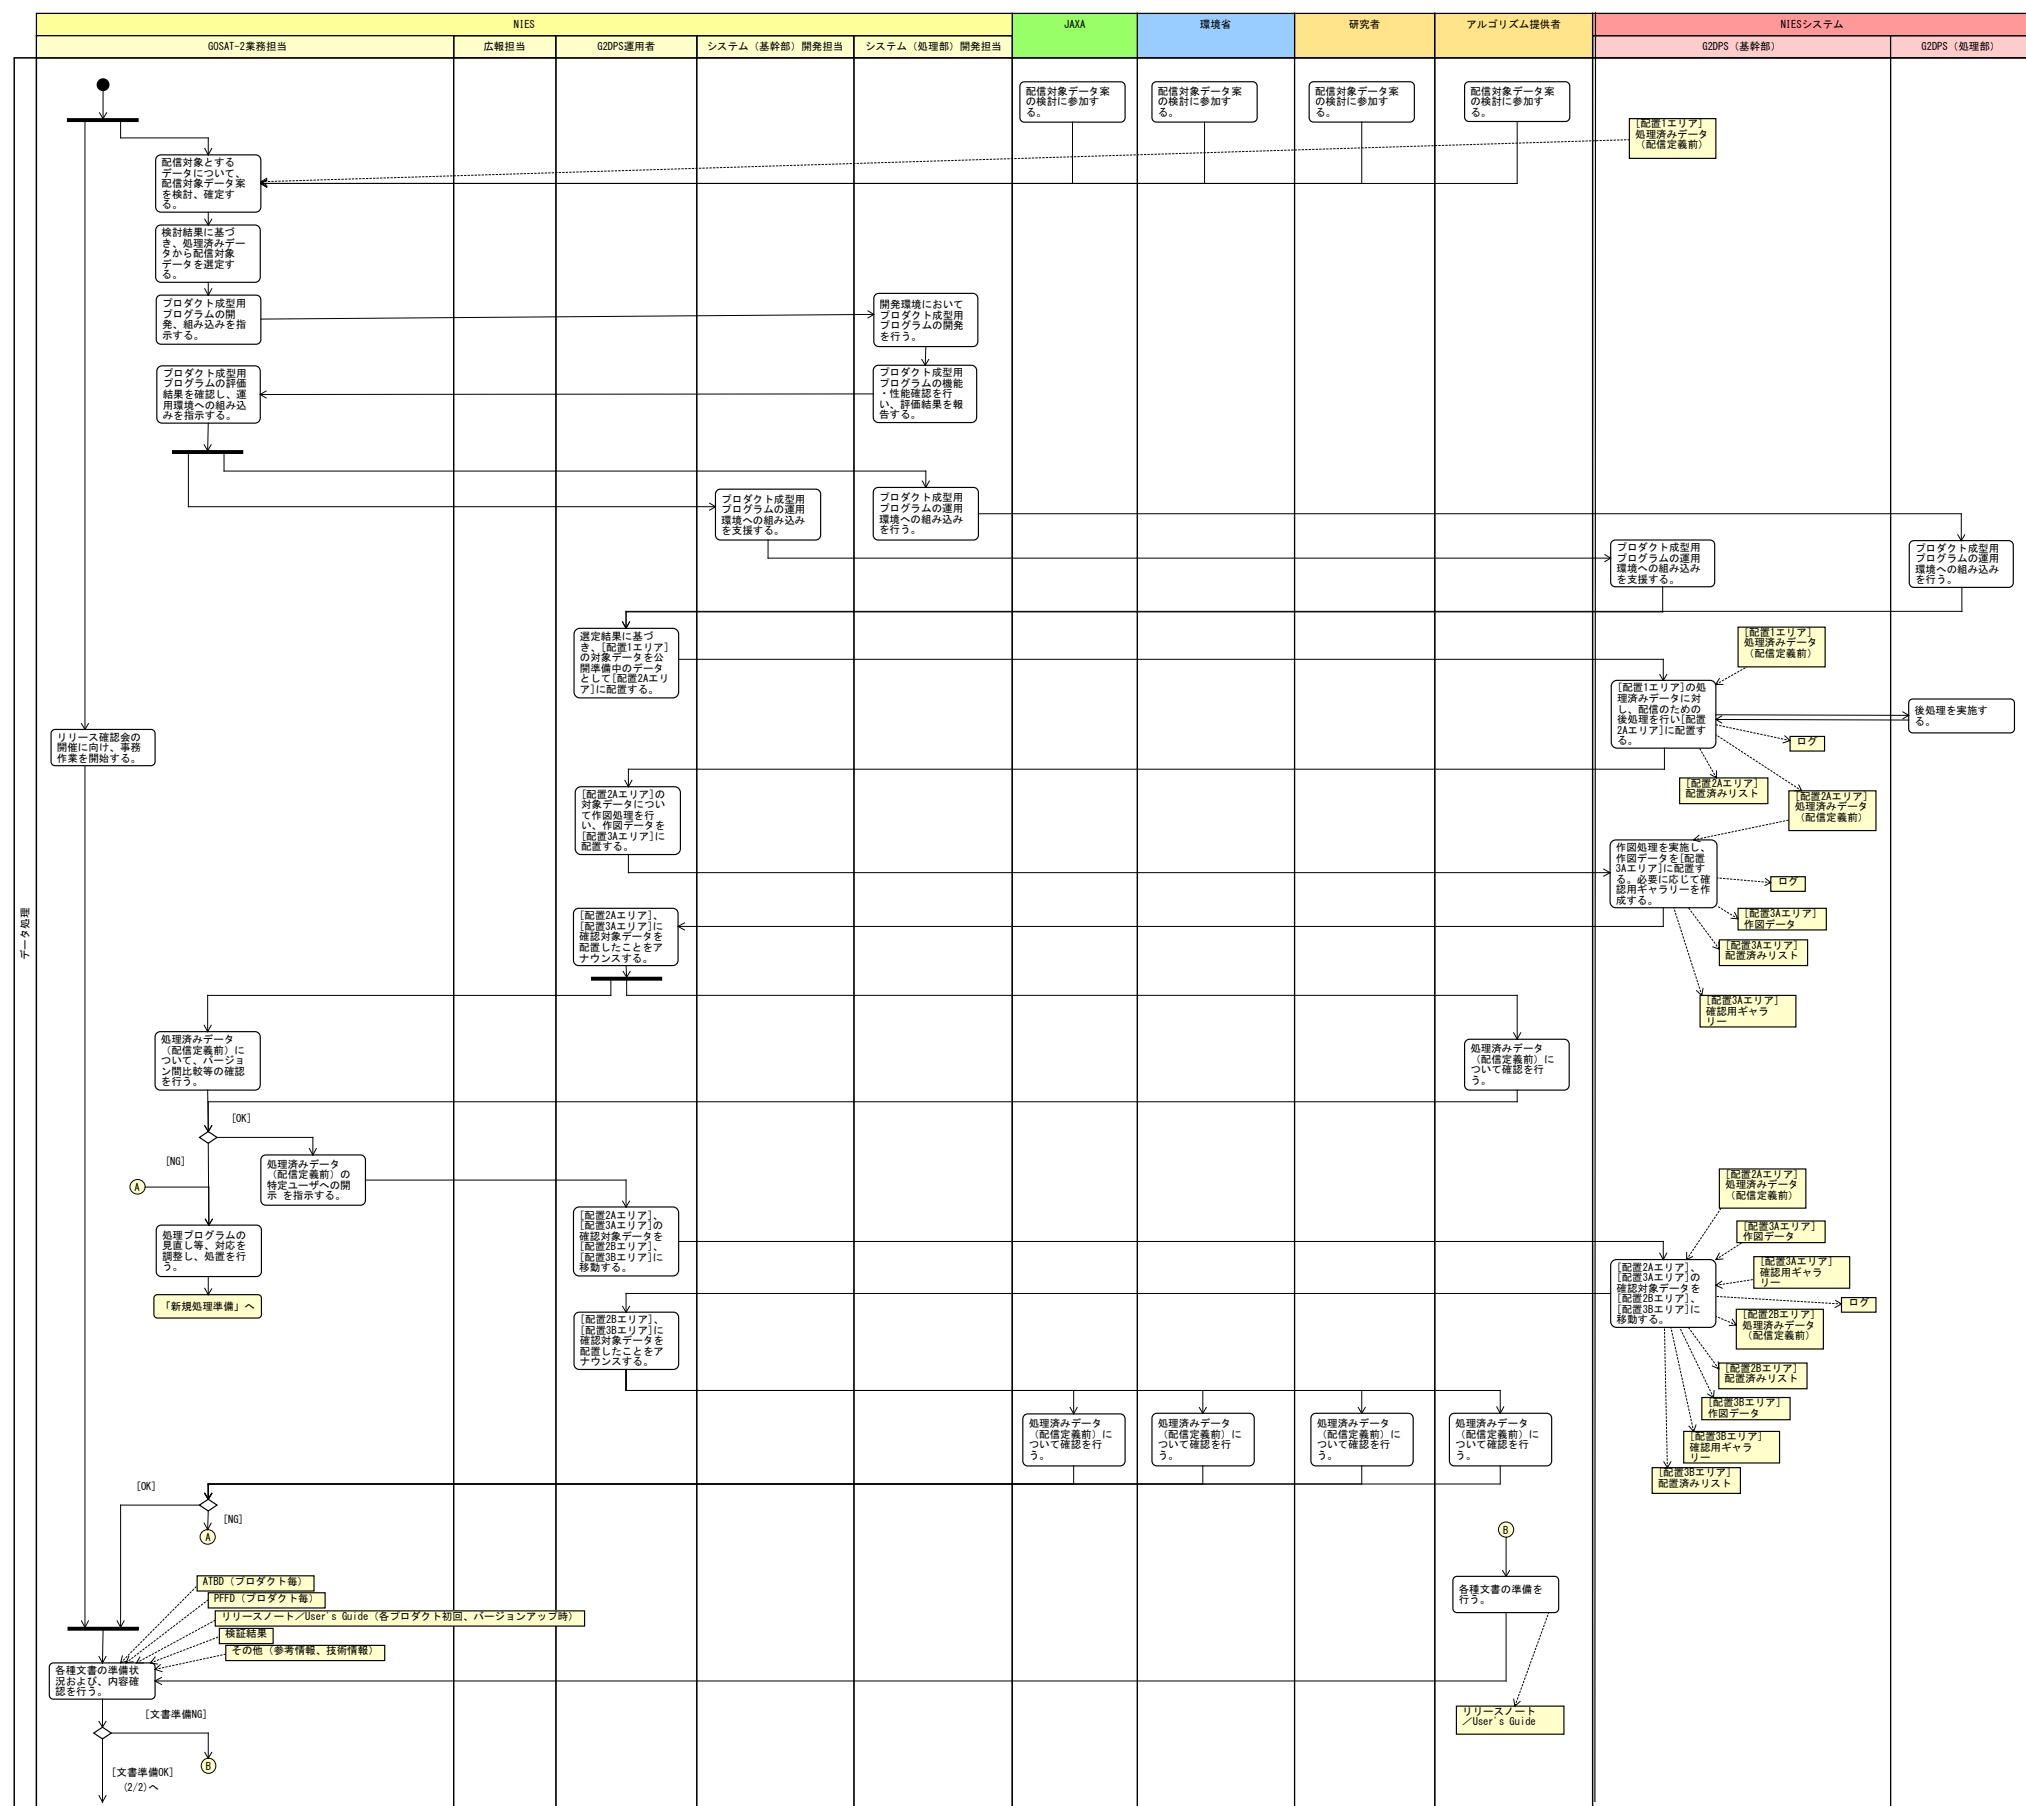 NIES
JAXA
環境省
研究者
アルゴリズム提供者
NIESシステム
GOSAT-2業務担当
広報担当
G2DPS運用者
システム（基幹部）開発担当
システム（処理部）開発担当
G2DPS（基幹部）
G2DPS（処理部）
データ処理
配信対象データ案
の検討に参加す
る。
配信対象データ案
の検討に参加す
る。
配信対象データ案
の検討に参加す
る。
配信対象データ案
の検討に参加す
る。
[配置1エリア]
処理済みデータ
（配信定義前）
配信対象とする
データについて、
配信対象データ案
を検討、確定す
る。
検討結果に基づ
き、処理済みデー
タから配信対象
データを選定す
る。
プロダクト成型用
プログラムの開
発、組み込みを指
示する。
開発環境において
プロダクト成型用
プログラムの開発
を行う。
プロダクト成型用
プログラムの評価
結果を確認し、運
用環境への組み込
みを指示する。
プロダクト成型用
プログラムの機能
・性能確認を行
い、評価結果を報
告する。
プロダクト成型用
プログラムの運用
環境への組み込み
を支援する。
プロダクト成型用
プログラムの運用
環境への組み込み
を行う。
プロダクト成型用
プログラムの運用
環境への組み込み
を支援する。
プロダクト成型用
プログラムの運用
環境への組み込み
を行う。
選定結果に基づ
き、[配置1エリア]
の対象データを公
開準備中のデータ
として[配置2Aエリ
ア]に配置する。
[配置1エリア]
処理済みデータ
（配信定義前）
[配置1エリア]の処
理済みデータに対
し、配信のための
後処理を行い[配置
2Aエリア]に配置す
る。
後処理を実施す
る。
リリース確認会の
開催に向け、事務
作業を開始する。
ログ
[配置2Aエリア]
配置済みリスト
[配置2Aエリア]
処理済みデータ
（配信定義前）
[配置2Aエリア]の
対象データについ
て作図処理を行
い、作図データを
[配置3Aエリア]に
配置する。
作図処理を実施し、
作図データを[配置
3Aエリア]に配置す
る。必要に応じて確
認用ギャラリーを作
成する。
ログ
[配置3Aエリア]
作図データ
[配置3Aエリア]
配置済みリスト
[配置3Aエリア]
確認用ギャラ
リー
[配置2Aエリア]、
[配置3Aエリア]に
確認対象データを
配置したことをア
ナウンスする。
処理済みデータ
（配信定義前）に
ついて、バージョ
ン間比較等の確認
を行う。
処理済みデータ
（配信定義前）に
ついて確認を行
う。
[OK]
[NG]
処理済みデータ
（配信定義前）の
特定ユーザへの開
示 を指示する。
A
処理プログラムの
見直し等、対応を
調整し、処置を行
う。
「新規処理準備」へ
[配置2Aエリア]、
[配置3Aエリア]の
確認対象データを
[配置2Bエリア]、
[配置3Bエリア]に
移動する。
[配置2Aエリア]
処理済みデータ
（配信定義前）
[配置3Aエリア]
作図データ
[配置3Aエリア]
確認用ギャラ
リー
[配置2Aエリア]、
[配置3Aエリア]の
確認対象データを
[配置2Bエリア]、
[配置3Bエリア]に
移動する。
ログ
[配置2Bエリア]
処理済みデータ
（配信定義前）
[配置2Bエリア]
配置済みリスト
[配置3Bエリア]
作図データ
[配置3Bエリア]
確認用ギャラ
リー
[配置3Bエリア]
配置済みリスト
[配置2Bエリア]、
[配置3Bエリア]に
確認対象データを
配置したことをア
ナウンスする。
処理済みデータ
（配信定義前）に
ついて確認を行
う。
処理済みデータ
（配信定義前）に
ついて確認を行
う。
処理済みデータ
（配信定義前）に
ついて確認を行
う。
処理済みデータ
（配信定義前）に
ついて確認を行
う。
[OK]
[NG]
A
B
各種文書の準備を
行う。
ATBD（プロダクト毎）
PFFD（プロダクト毎）
リリースノート／User's Guide（各プロダクト初回、バージョンアップ時）
検証結果
その他（参考情報、技術情報）
各種文書の準備状
況および、内容確
認を行う。
リリースノート
／User's Guide
[文書準備NG]
B
[文書準備OK]
(2/2)へ